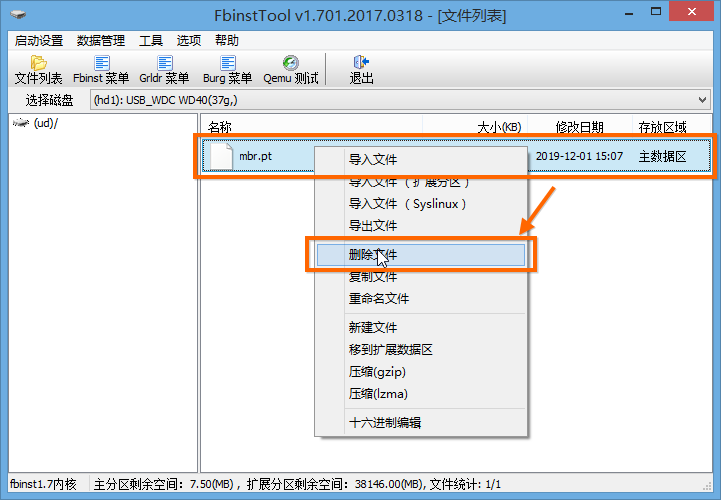 FbinstTool v1.701.2017.0318 - [文件列表]
启动设置 数据管理 工具 选项 帮助
文件列表 Fbinst 菜单 Grldr 菜单 Burg 菜单 Qemu 测试 退出
选择磁盘 (hd1): USB_WDC WD40(37g,)
(ud)/
名称 大小(KB) 修改日期 存放区域
mbr.pt 2019-12-01 15:07 主数据区
导入文件
导入文件 （扩展分区）
导入文件 （Syslinux）
导出文件
删除文件
复制文件
重命名文件
新建文件
移到扩展数据区
压缩(gzip)
压缩(lzma)
十六进制编辑
fbinst1.7内核 主分区剩余空间：7.50(MB) ，扩展分区剩余空间：38146.00(MB), 文件统计: 1/1